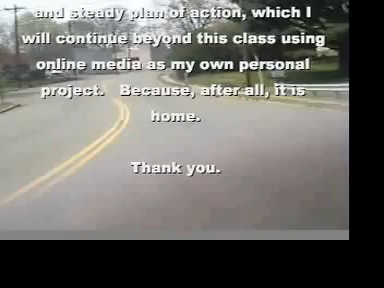 and steady plan of action, which I
will continue beyond this class using
online media as my own personal
project. Because, after all, it is
home.
Thank you.